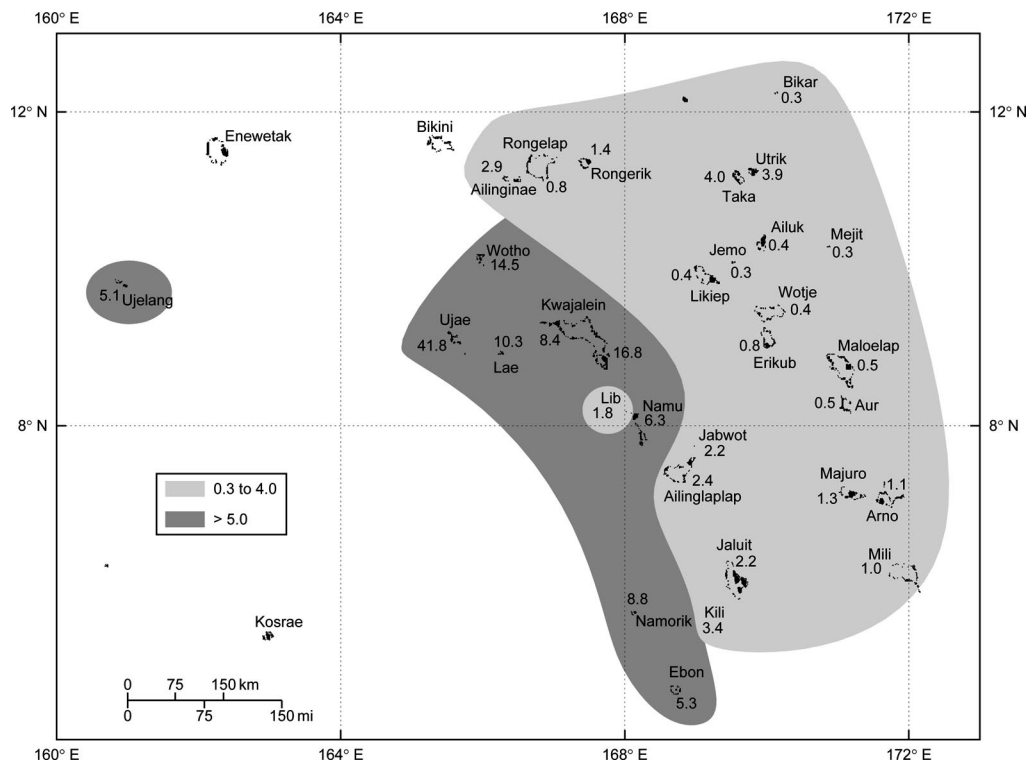 160° E
164° E
168° E
172° E
12° N
12° N
Bikar
0.3
Enewetak
Bikini
Rongelap
1.4
Utrik
2.9
Rongerik
4.0
3.9
Ailinginae
0.8
Taka
Ailuk
0.4
Mejit
0.3
Wotho
14.5
Jemo
0.3
0.4
Likiep
Wotje
0.4
5.1
Ujelang
Kwajalein
Ujae
41.8
10.3
8.4
16.8
0.8
Maloelap
0.5
Lae
Erikub
Lib
1.8
Namu
6.3
0.5
Aur
8° N
8° N
Jabwot
2.2
2.4
Ailinglaplap
Majuro
1.3
1.1
Arno
0.3 to 4.0
> 5.0
Jaluit
2.2
Mili
1.0
8.8
Namorik
Kili
3.4
Kosrae
Ebon
5.3
0 75 150 km
0 75 150 mi
160° E
164° E
168° E
172° E